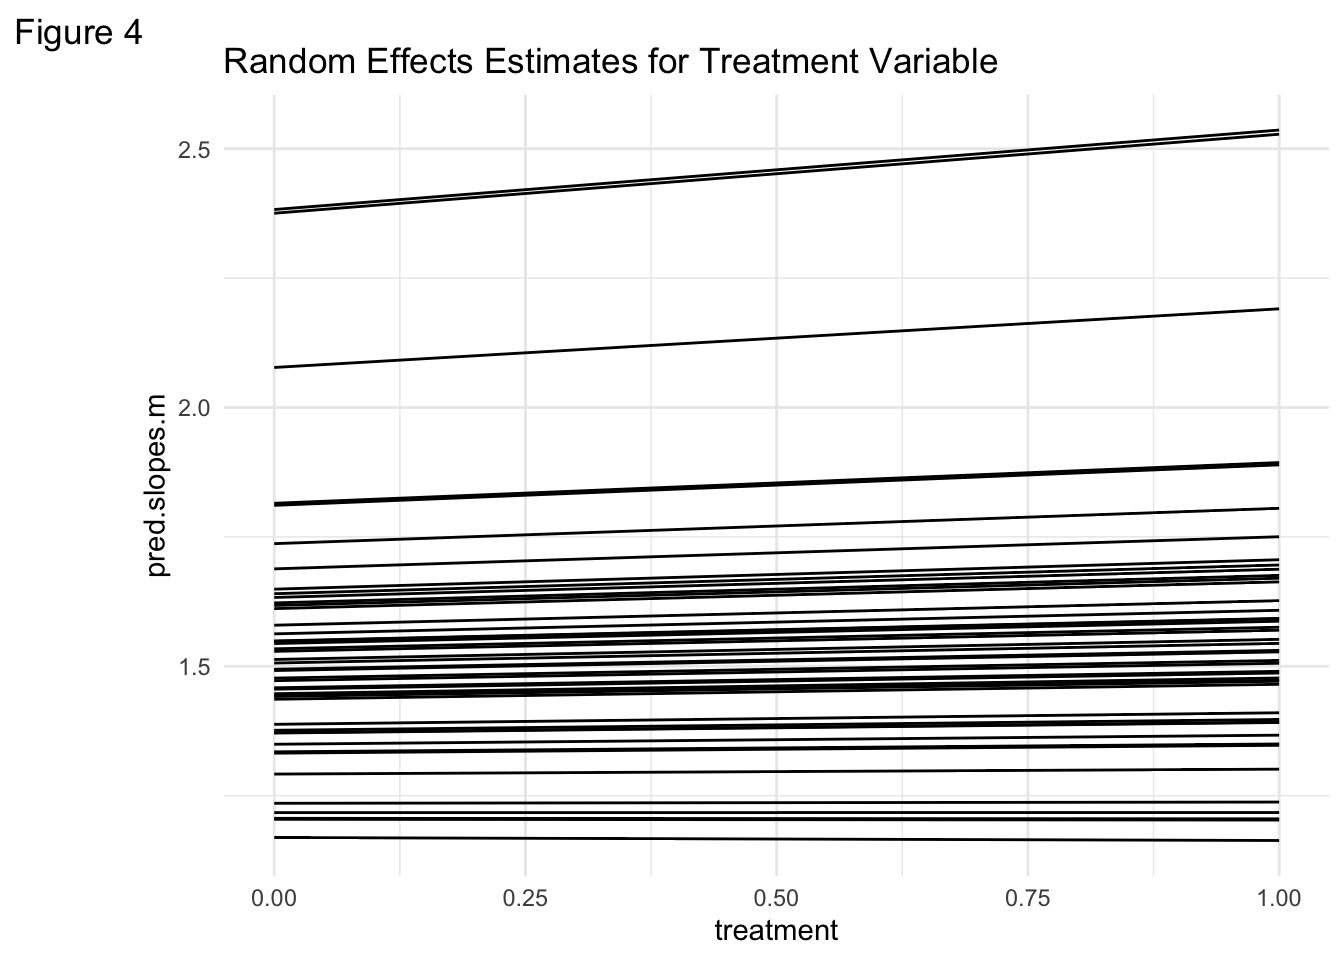 Figure 4
Random Effects Estimates for Treatment Variable
2.5
2.0
1.5
pred.slopes.m
0.00 0.25 0.50 0.75 1.00
treatment